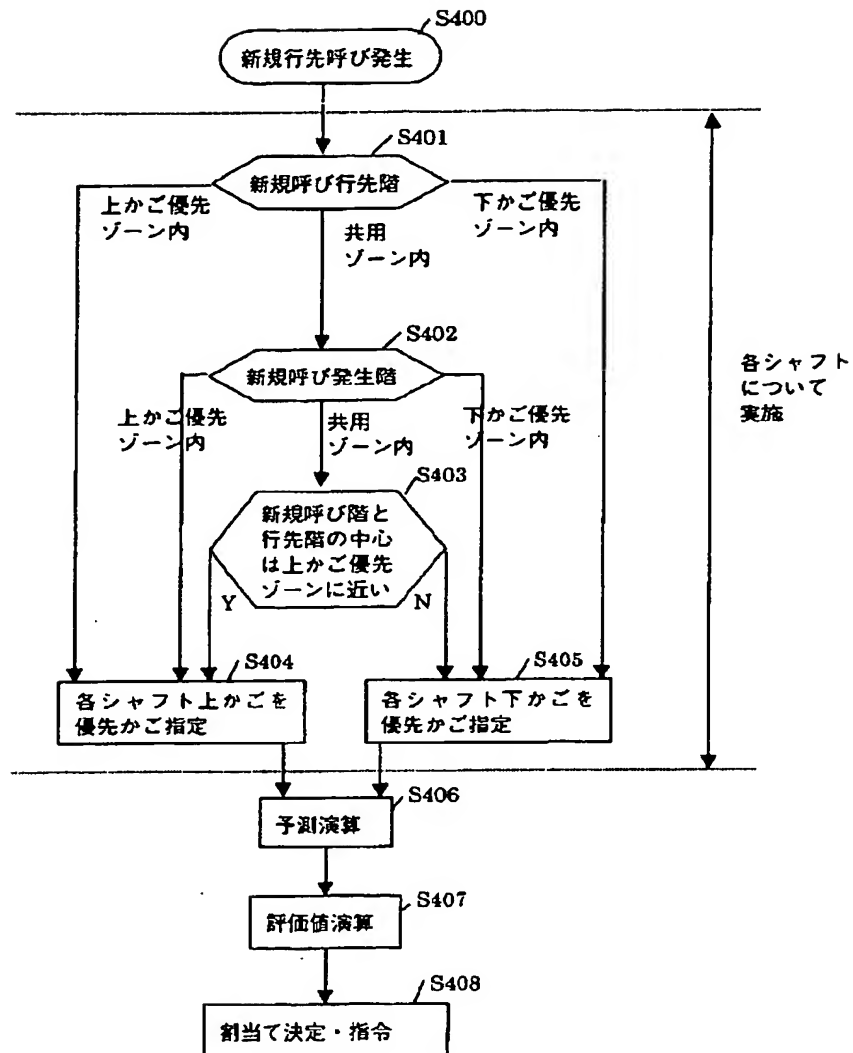 S400
新規行先呼び発生
S401
新規呼び行先階
上かご優先
ゾーン内
共用
ゾーン内
下かご優先
ゾーン内
S402
新規呼び発生階
上かご優先
ゾーン内
共用
ゾーン内
下かご優先
ゾーン内
各シャフト
について
実施
S403
新規呼び階と
行先階の中心
は上かご優先
ゾーンに近い
Y
N
S404
各シャフト上かごを
優先かご指定
S405
各シャフト下かごを
優先かご指定
S406
予測演算
S407
評価値演算
S408
割当て決定・指令